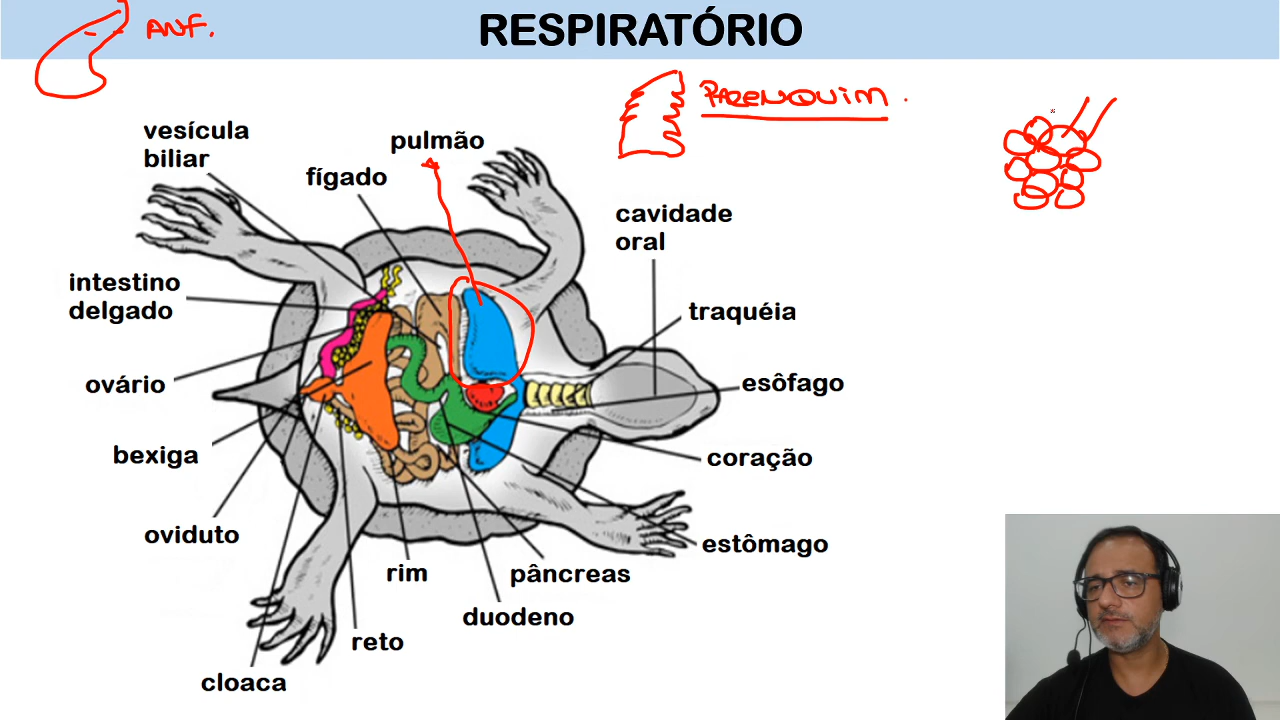 RESPIRATÓRIO
ANF.
PARENQUIM.
vesícula
biliar
pulmão
fígado
cavidade
oral
intestino
delgado
traquéia
ovário
esôfago
bexiga
coração
oviduto
estômago
rim
pâncreas
duodeno
reto
cloaca